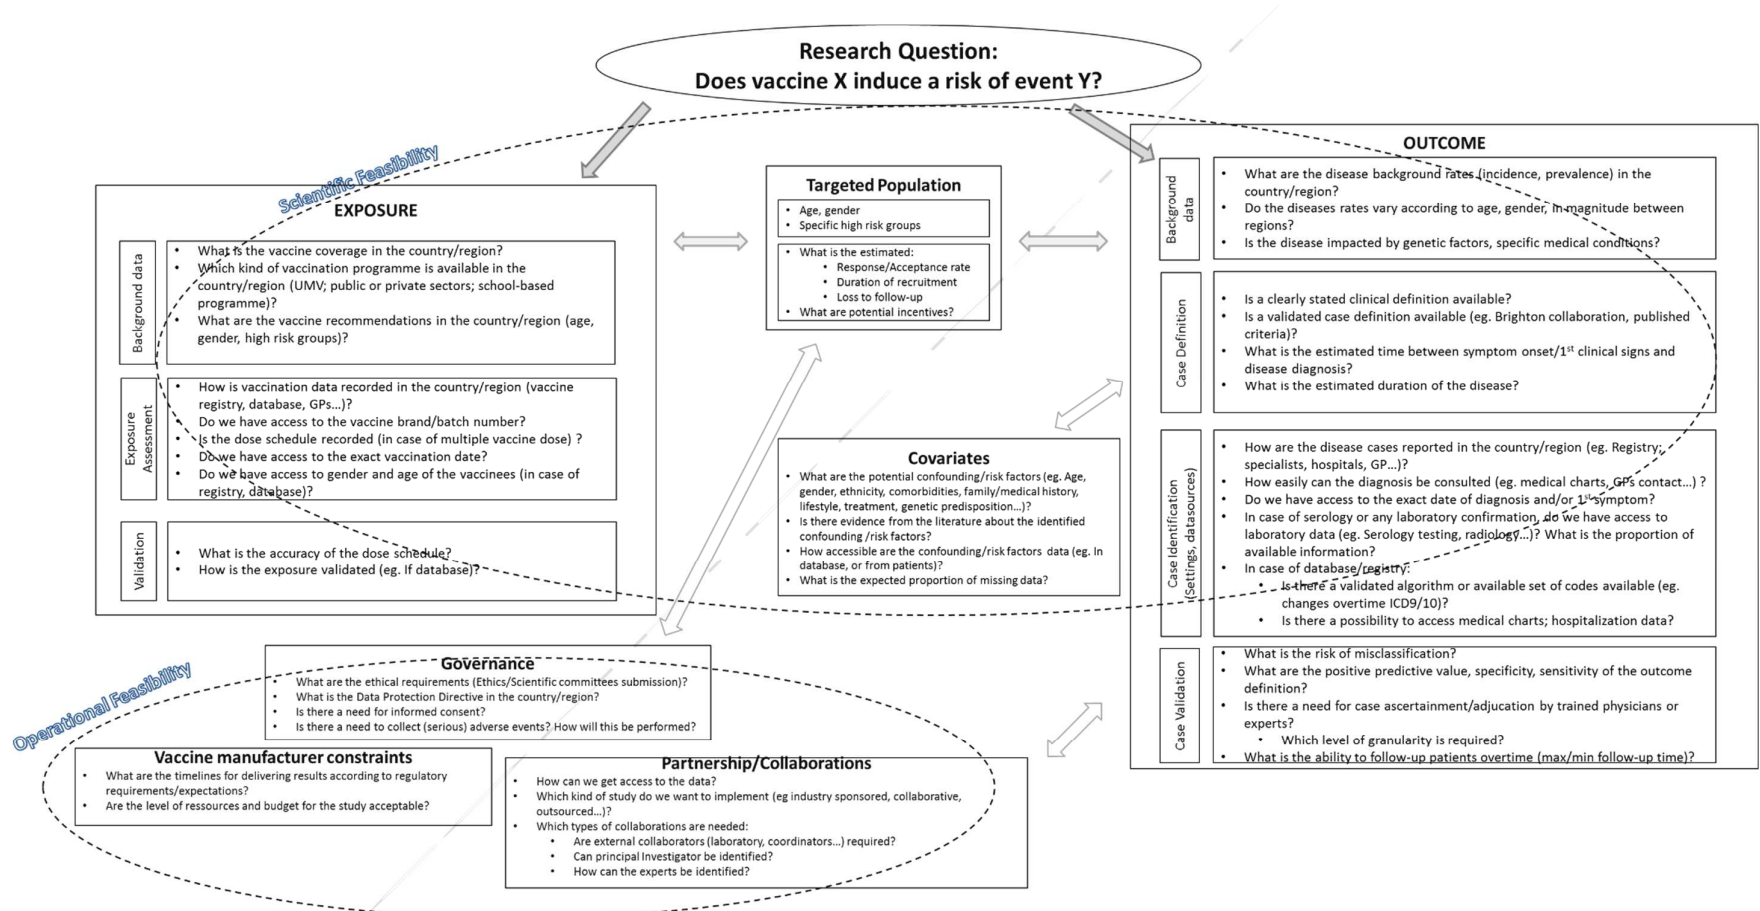 Research Question:
Does vaccine X induce a risk of event Y?
Scientific Feasibility
EXPOSURE
Background data
• What is the vaccine coverage in the country/region?
• Which kind of vaccination programme is available in the
country/region (UMV; public or private sectors; school-based
programme)?
• What are the vaccine recommendations in the country/region (age,
gender, high risk groups)?
Exposure
Assessment
• How is vaccination data recorded in the country/region (vaccine
registry, database, GPs...)?
• Do we have access to the vaccine brand/batch number?
• Is the dose schedule recorded (in case of multiple vaccine dose) ?
• Do we have access to the exact vaccination date?
• Do we have access to gender and age of the vaccinees (in case of
registry, database)?
Validation
• What is the accuracy of the dose schedule?
• How is the exposure validated (eg. If database)?
Targeted Population
• Age, gender
• Specific high risk groups
• What is the estimated:
• Response/Acceptance rate
• Duration of recruitment
• Loss to follow-up
• What are potential incentives?
Covariates
• What are the potential confounding/risk factors (eg. Age,
gender, ethnicity, comorbidities, family/medical history,
lifestyle, treatment, genetic predisposition...)?
• Is there evidence from the literature about the identified
confounding /risk factors?
• How accessible are the confounding/risk factors data (eg. In
database, or from patients)?
• What is the expected proportion of missing data?
OUTCOME
Background
data
• What are the disease background rates (incidence, prevalence) in the
country/region?
• Do the diseases rates vary according to age, gender, in magnitude between
regions?
• Is the disease impacted by genetic factors, specific medical conditions?
Case Definition
• Is a clearly stated clinical definition available?
• Is a validated case definition available (eg. Brighton collaboration, published
criteria)?
• What is the estimated time between symptom onset/1st clinical signs and
disease diagnosis?
• What is the estimated duration of the disease?
Case Identification
(Settings, datasources)
• How are the disease cases reported in the country/region (eg. Registry;
specialists, hospitals, GP...)?
• How easily can the diagnosis be consulted (eg. medical charts, GPs contact...) ?
• Do we have access to the exact date of diagnosis and/or 1st symptom?
• In case of serology or any laboratory confirmation, do we have access to
laboratory data (eg. Serology testing, radiology...)? What is the proportion of
available information?
• In case of database/registry:
• Is there a validated algorithm or available set of codes available (eg.
changes overtime ICD9/10)?
• Is there a possibility to access medical charts; hospitalization data?
Case Validation
• What is the risk of misclassification?
• What are the positive predictive value, specificity, sensitivity of the outcome
definition?
• Is there a need for case ascertainment/adjucation by trained physicians or
experts?
• Which level of granularity is required?
• What is the ability to follow-up patients overtime (max/min follow-up time)?
Operational Feasibility
Governance
• What are the ethical requirements (Ethics/Scientific committees submission)?
• What is the Data Protection Directive in the country/region?
• Is there a need for informed consent?
• Is there a need to collect (serious) adverse events? How will this be performed?
Vaccine manufacturer constraints
• What are the timelines for delivering results according to regulatory
requirements/expectations?
• Are the level of ressources and budget for the study acceptable?
Partnership/Collaborations
• How can we get access to the data?
• Which kind of study do we want to implement (eg industry sponsored, collaborative,
outsourced...)?
• Which types of collaborations are needed:
• Are external collaborators (laboratory, coordinators...) required?
• Can principal Investigator be identified?
• How can the experts be identified?